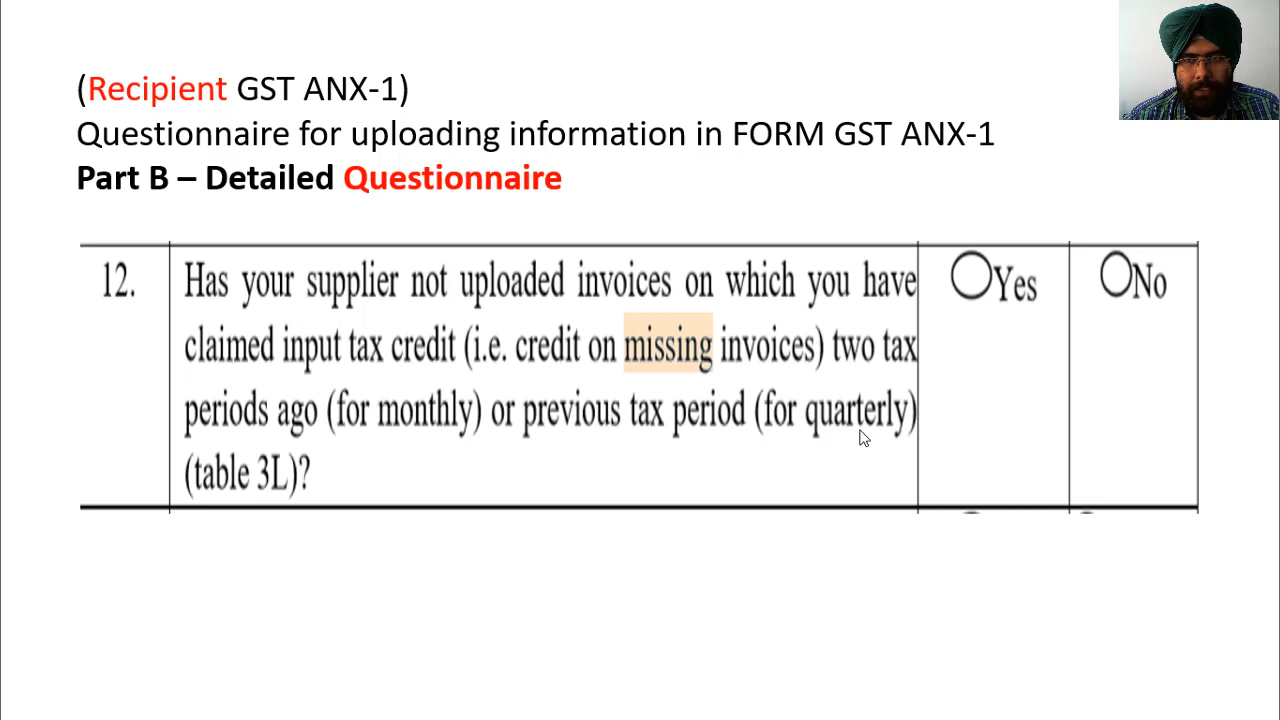 (Recipient GST ANX-1)
Questionnaire for uploading information in FORM GST ANX-1
Part B – Detailed Questionnaire
12. Has your supplier not uploaded invoices on which you have Yes No
claimed input tax credit (i.e. credit on missing invoices) two tax
periods ago (for monthly) or previous tax period (for quarterly)
(table 3L)?